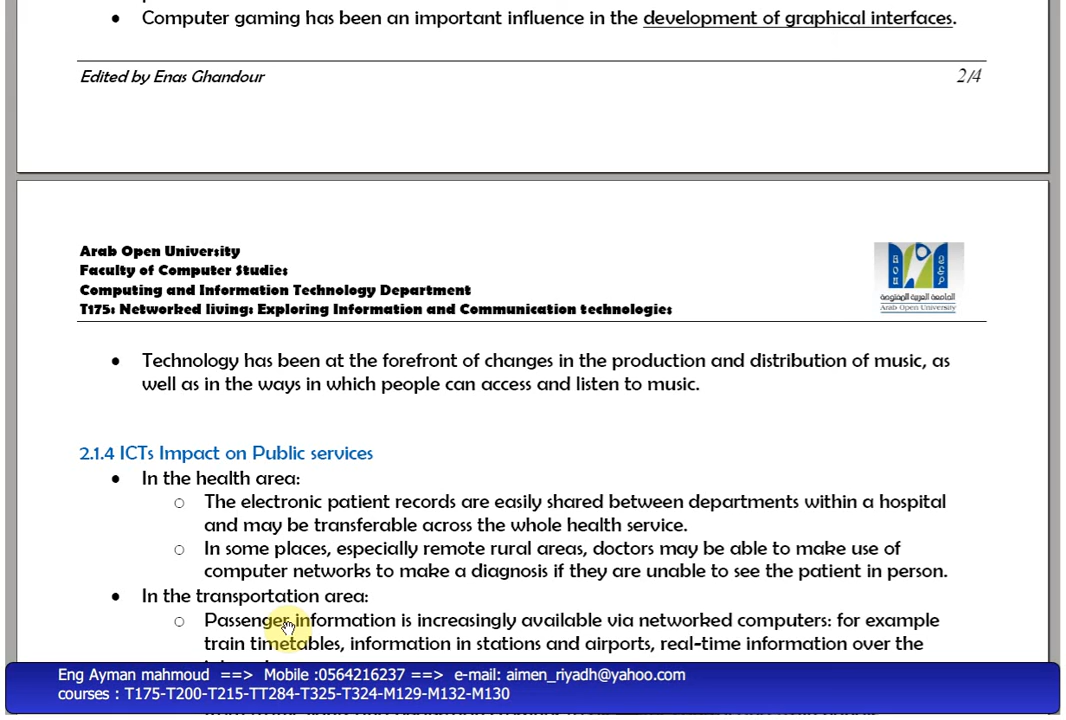 • Computer gaming has been an important influence in the development of graphical interfaces.
Edited by Enas Ghandour 2/4
Arab Open University
Faculty of Computer Studies
Computing and Information Technology Department
T175: Networked living: Exploring Information and Communication technologies
الجامعة العربية المفتوحة
Arab Open University
• Technology has been at the forefront of changes in the production and distribution of music, as
well as in the ways in which people can access and listen to music.
2.1.4 ICTs Impact on Public services
• In the health area:
○ The electronic patient records are easily shared between departments within a hospital
and may be transferable across the whole health service.
○ In some places, especially remote rural areas, doctors may be able to make use of
computer networks to make a diagnosis if they are unable to see the patient in person.
• In the transportation area:
○ Passenger information is increasingly available via networked computers: for example
train timetables, information in stations and airports, real-time information over the
Eng Ayman mahmoud ==> Mobile :0564216237 ==> e-mail: aimen_riyadh@yahoo.com
courses : T175-T200-T215-TT284-T325-T324-M129-M132-M130